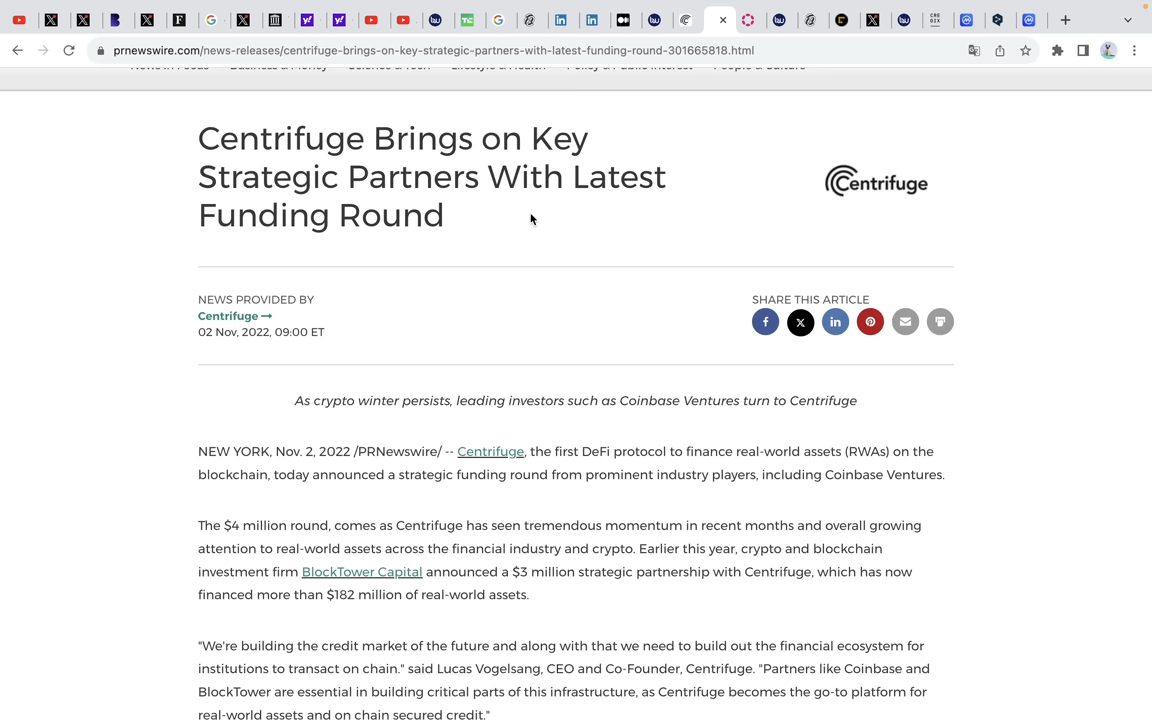 prnewswire.com/news-releases/centrifuge-brings-on-key-strategic-partners-with-latest-funding-round-301665818.html
News in Focus Business & Money Science & Tech Lifestyle & Health Policy & Public Interest People & Culture
Centrifuge Brings on Key
Strategic Partners With Latest
Funding Round
Centrifuge
NEWS PROVIDED BY
Centrifuge →
02 Nov, 2022, 09:00 ET
SHARE THIS ARTICLE
As crypto winter persists, leading investors such as Coinbase Ventures turn to Centrifuge
NEW YORK, Nov. 2, 2022 /PRNewswire/ -- Centrifuge, the first DeFi protocol to finance real-world assets (RWAs) on the
blockchain, today announced a strategic funding round from prominent industry players, including Coinbase Ventures.
The $4 million round, comes as Centrifuge has seen tremendous momentum in recent months and overall growing
attention to real-world assets across the financial industry and crypto. Earlier this year, crypto and blockchain
investment firm BlockTower Capital announced a $3 million strategic partnership with Centrifuge, which has now
financed more than $182 million of real-world assets.
"We're building the credit market of the future and along with that we need to build out the financial ecosystem for
institutions to transact on chain." said Lucas Vogelsang, CEO and Co-Founder, Centrifuge. "Partners like Coinbase and
BlockTower are essential in building critical parts of this infrastructure, as Centrifuge becomes the go-to platform for
real-world assets and on chain secured credit."